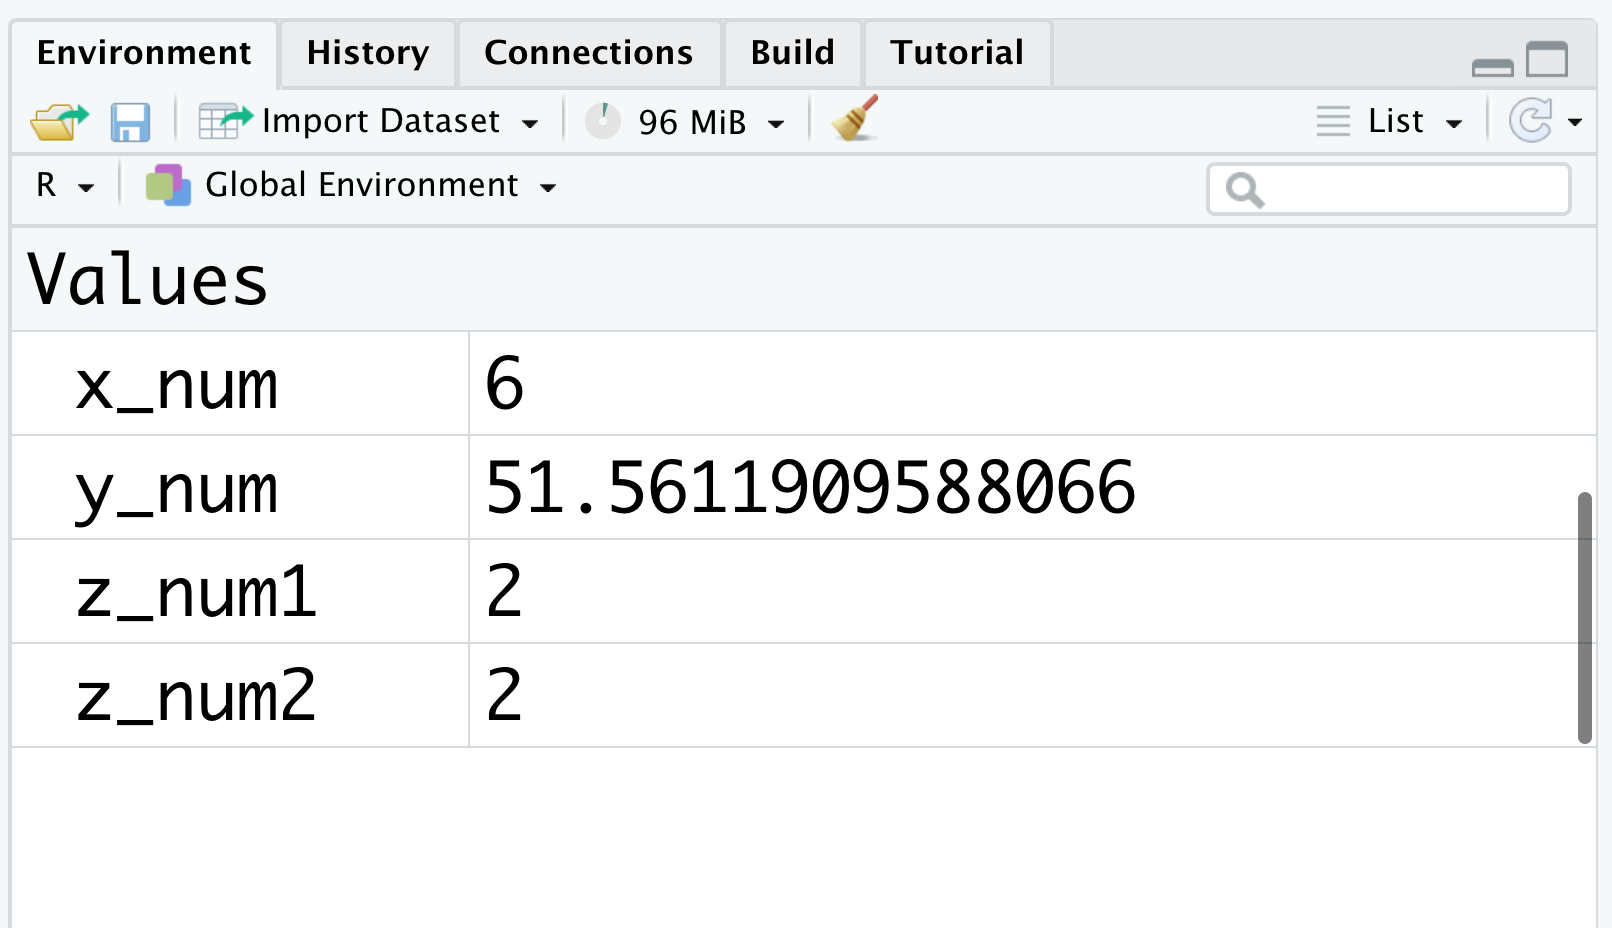 Environment History Connections Build Tutorial
Import Dataset 96 MiB List
R Global Environment
Values
x_num 6
y_num 51.5611909588066
z_num1 2
z_num2 2